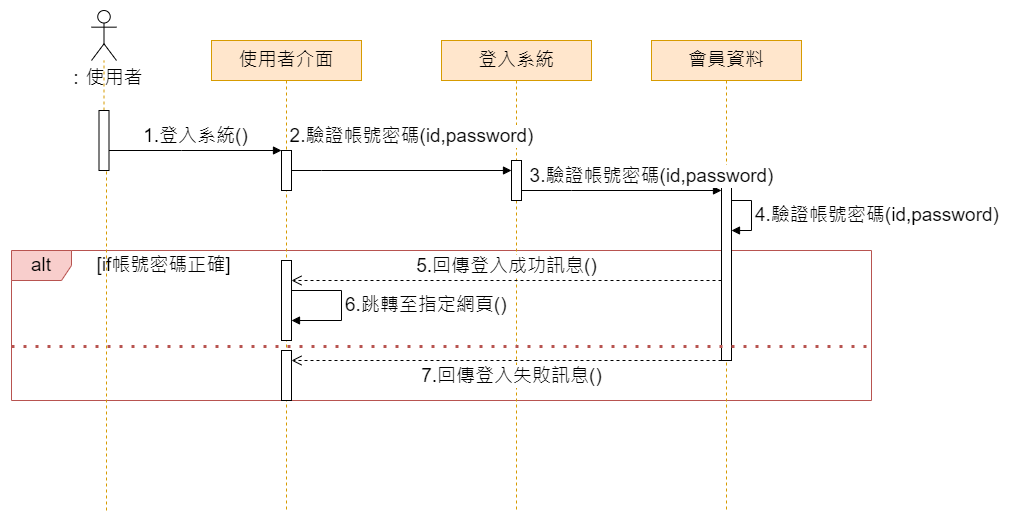 ：使用者
使用者介面
登入系統
會員資料
1.登入系統()
2.驗證帳號密碼(id,password)
3.驗證帳號密碼(id,password)
4.驗證帳號密碼(id,password)
alt
[if帳號密碼正確]
5.回傳登入成功訊息()
6.跳轉至指定網頁()
7.回傳登入失敗訊息()